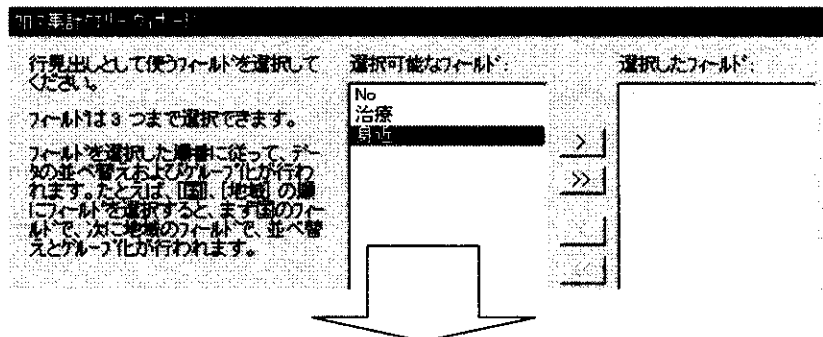 クロス集計クエリー ウィザード
行見出しとして使うフィールドを選択して
ください。
フィールドは 3 つまで選択できます。
フィールドを選択した順番に従って、デー
タの並べ替えおよびグループ化が行わ
れます。たとえば、[国]、[地域] の順
にフィールドを選択すると、まず国のフィー
ルドで、次に地域のフィールドで、並べ替
えとグループ化が行われます。
選択可能なフィールド:
No
治療
>
>>
<
<<
選択したフィールド: